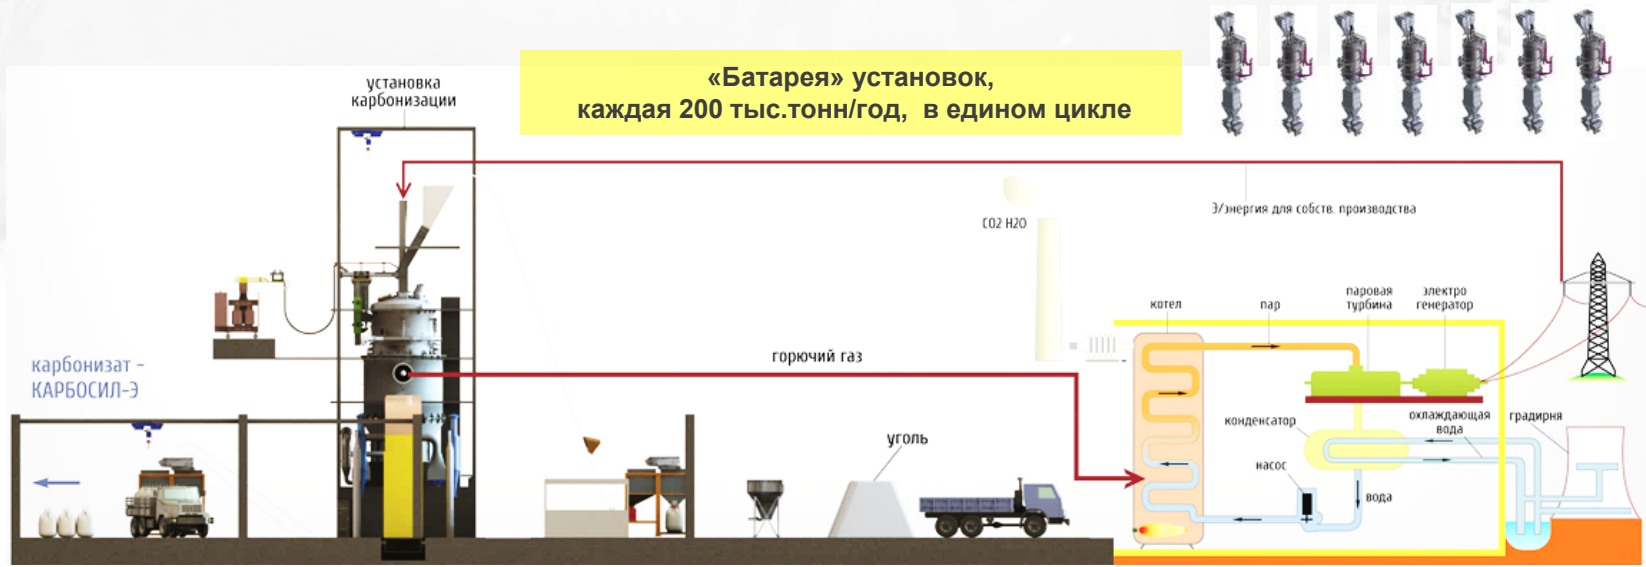 «Батарея» установок,
каждая 200 тыс.тонн/год, в едином цикле
установка
карбонизации
Э/энергия для собств. производства
CO2 H2O
котел
пар
паровая
турбина
электро
генератор
горючий газ
карбонизат -
КАРБОСИЛ-Э
уголь
конденсатор
охлаждающая
вода
градирня
насос
вода